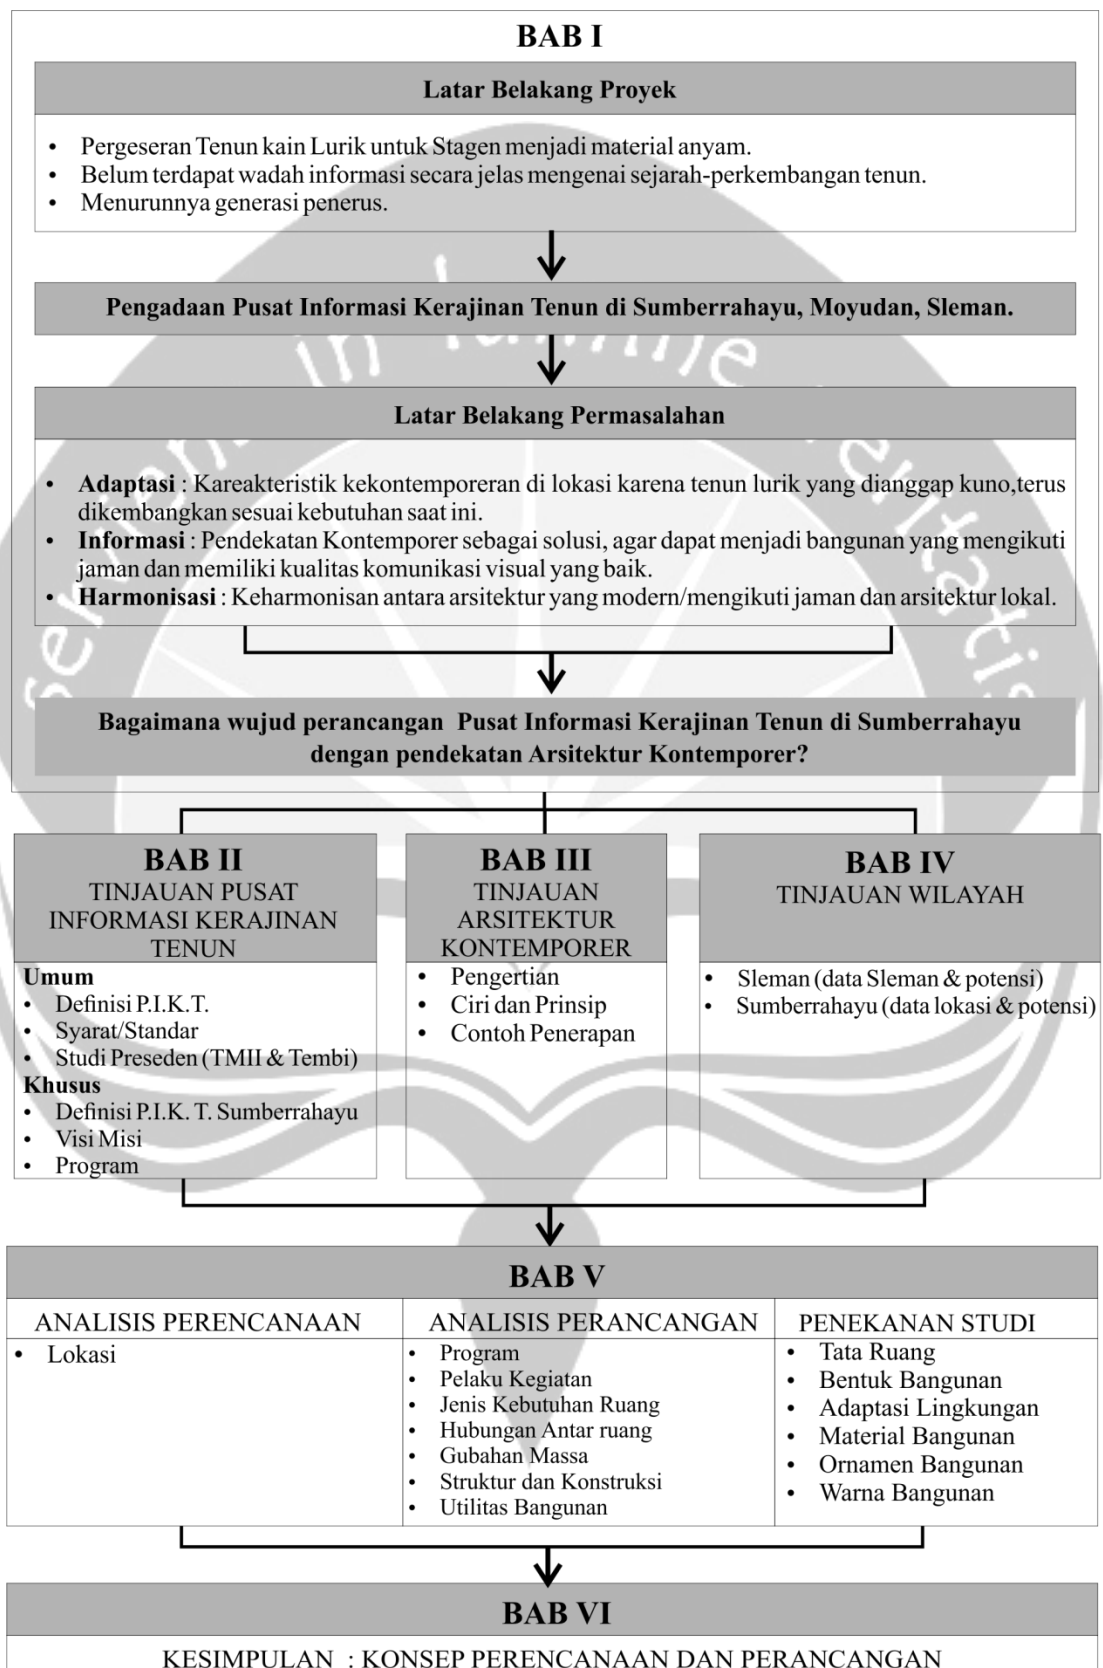 BAB I
Latar Belakang Proyek
• Pergeseran Tenun kain Lurik untuk Stagen menjadi material anyam.
• Belum terdapat wadah informasi secara jelas mengenai sejarah-perkembangan tenun.
• Menurunnya generasi penerus.
Pengadaan Pusat Informasi Kerajinan Tenun di Sumberrahayu, Moyudan, Sleman.
Latar Belakang Permasalahan
• Adaptasi : Kareakteristik kekontemporeran di lokasi karena tenun lurik yang dianggap kuno,terus
dikembangkan sesuai kebutuhan saat ini.
• Informasi : Pendekatan Kontemporer sebagai solusi, agar dapat menjadi bangunan yang mengikuti
jaman dan memiliki kualitas komunikasi visual yang baik.
• Harmonisasi : Keharmonisan antara arsitektur yang modern/mengikuti jaman dan arsitektur lokal.
Bagaimana wujud perancangan Pusat Informasi Kerajinan Tenun di Sumberrahayu
dengan pendekatan Arsitektur Kontemporer?
BAB II
TINJAUAN PUSAT
INFORMASI KERAJINAN
TENUN
Umum
• Definisi P.I.K.T.
• Syarat/Standar
• Studi Preseden (TMII & Tembi)
Khusus
• Definisi P.I.K. T. Sumberrahayu
• Visi Misi
• Program
BAB III
TINJAUAN
ARSITEKTUR
KONTEMPORER
• Pengertian
• Ciri dan Prinsip
• Contoh Penerapan
BAB IV
TINJAUAN WILAYAH
• Sleman (data Sleman & potensi)
• Sumberrahayu (data lokasi & potensi)
BAB V
ANALISIS PERENCANAAN
• Lokasi
ANALISIS PERANCANGAN
• Program
• Pelaku Kegiatan
• Jenis Kebutuhan Ruang
• Hubungan Antar ruang
• Gubahan Massa
• Struktur dan Konstruksi
• Utilitas Bangunan
PENEKANAN STUDI
• Tata Ruang
• Bentuk Bangunan
• Adaptasi Lingkungan
• Material Bangunan
• Ornamen Bangunan
• Warna Bangunan
BAB VI
KESIMPULAN : KONSEP PERENCANAAN DAN PERANCANGAN